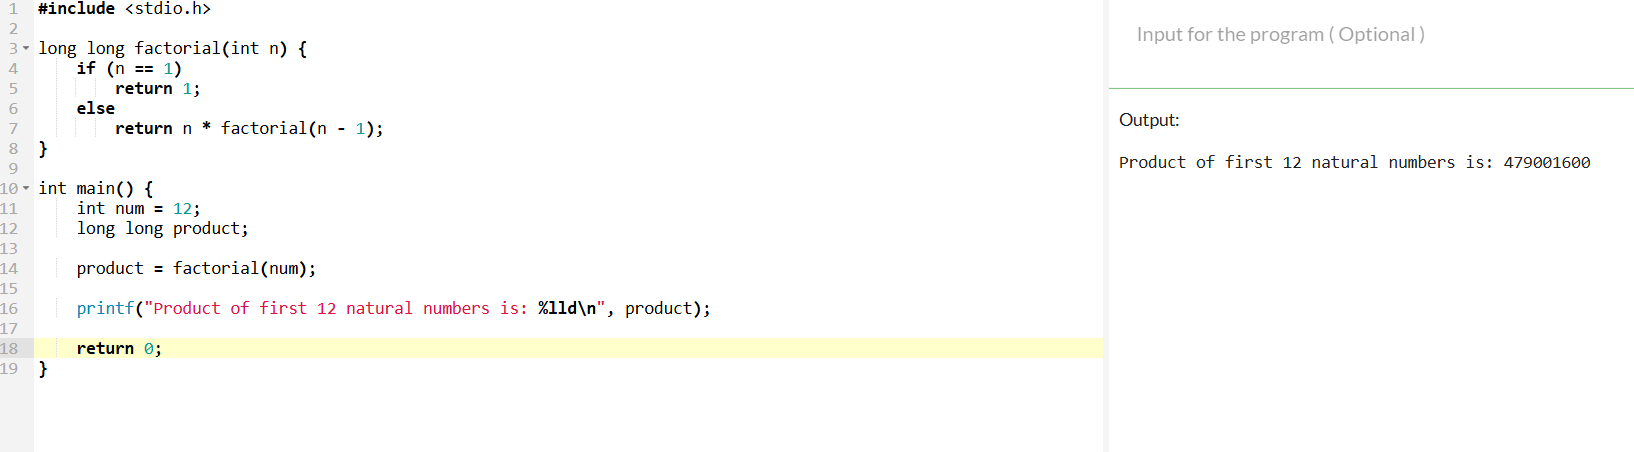 1 #include <stdio.h>
2
3 long long factorial(int n) {
4     if (n == 1)
5         return 1;
6     else
7         return n * factorial(n - 1);
8 }
9
10 int main() {
11     int num = 12;
12     long long product;
13
14     product = factorial(num);
15
16     printf("Product of first 12 natural numbers is: %lld\n", product);
17
18     return 0;
19 }
Input for the program ( Optional )
Output:
Product of first 12 natural numbers is: 479001600